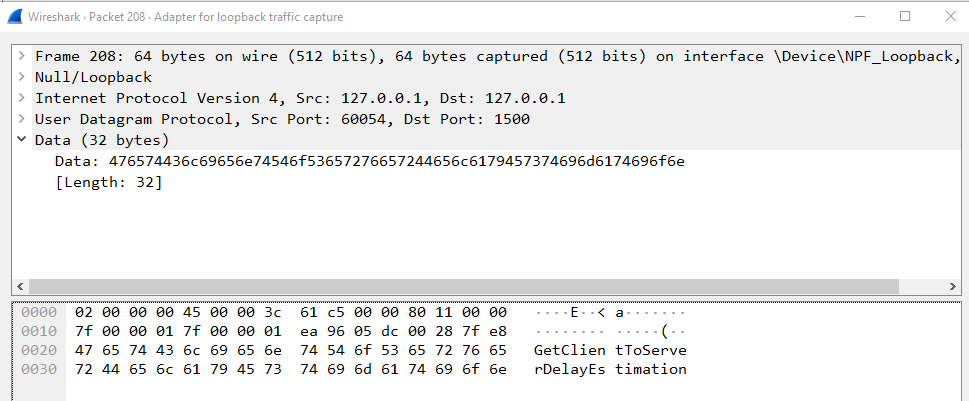 Wireshark · Packet 208 · Adapter for loopback traffic capture
Frame 208: 64 bytes on wire (512 bits), 64 bytes captured (512 bits) on interface \Device\NPF_Loopback,
Null/Loopback
Internet Protocol Version 4, Src: 127.0.0.1, Dst: 127.0.0.1
User Datagram Protocol, Src Port: 60054, Dst Port: 1500
Data (32 bytes)
Data: 476574436c69656e74546f53657276657244656c6179457374696d6174696f6e
[Length: 32]
0000 02 00 00 00 45 00 00 3c 61 c5 00 00 80 11 00 00 ····E··< a·······
0010 7f 00 00 01 7f 00 00 01 ea 96 05 dc 00 28 7f e8 ········ ·····(··
0020 47 65 74 43 6c 69 65 6e 74 54 6f 53 65 72 76 65 GetClien tToServe
0030 72 44 65 6c 61 79 45 73 74 69 6d 61 74 69 6f 6e rDelayEs timation